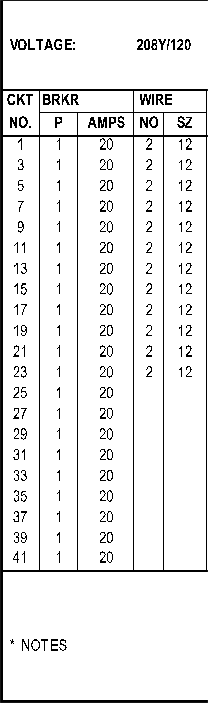 VOLTAGE: 208Y/120
CKT BRKR WIRE
NO. P AMPS NO SZ
1 1 20 2 12
3 1 20 2 12
5 1 20 2 12
7 1 20 2 12
9 1 20 2 12
11 1 20 2 12
13 1 20 2 12
15 1 20 2 12
17 1 20 2 12
19 1 20 2 12
21 1 20 2 12
23 1 20 2 12
25 1 20
27 1 20
29 1 20
31 1 20
33 1 20
35 1 20
37 1 20
39 1 20
41 1 20
* NOTES